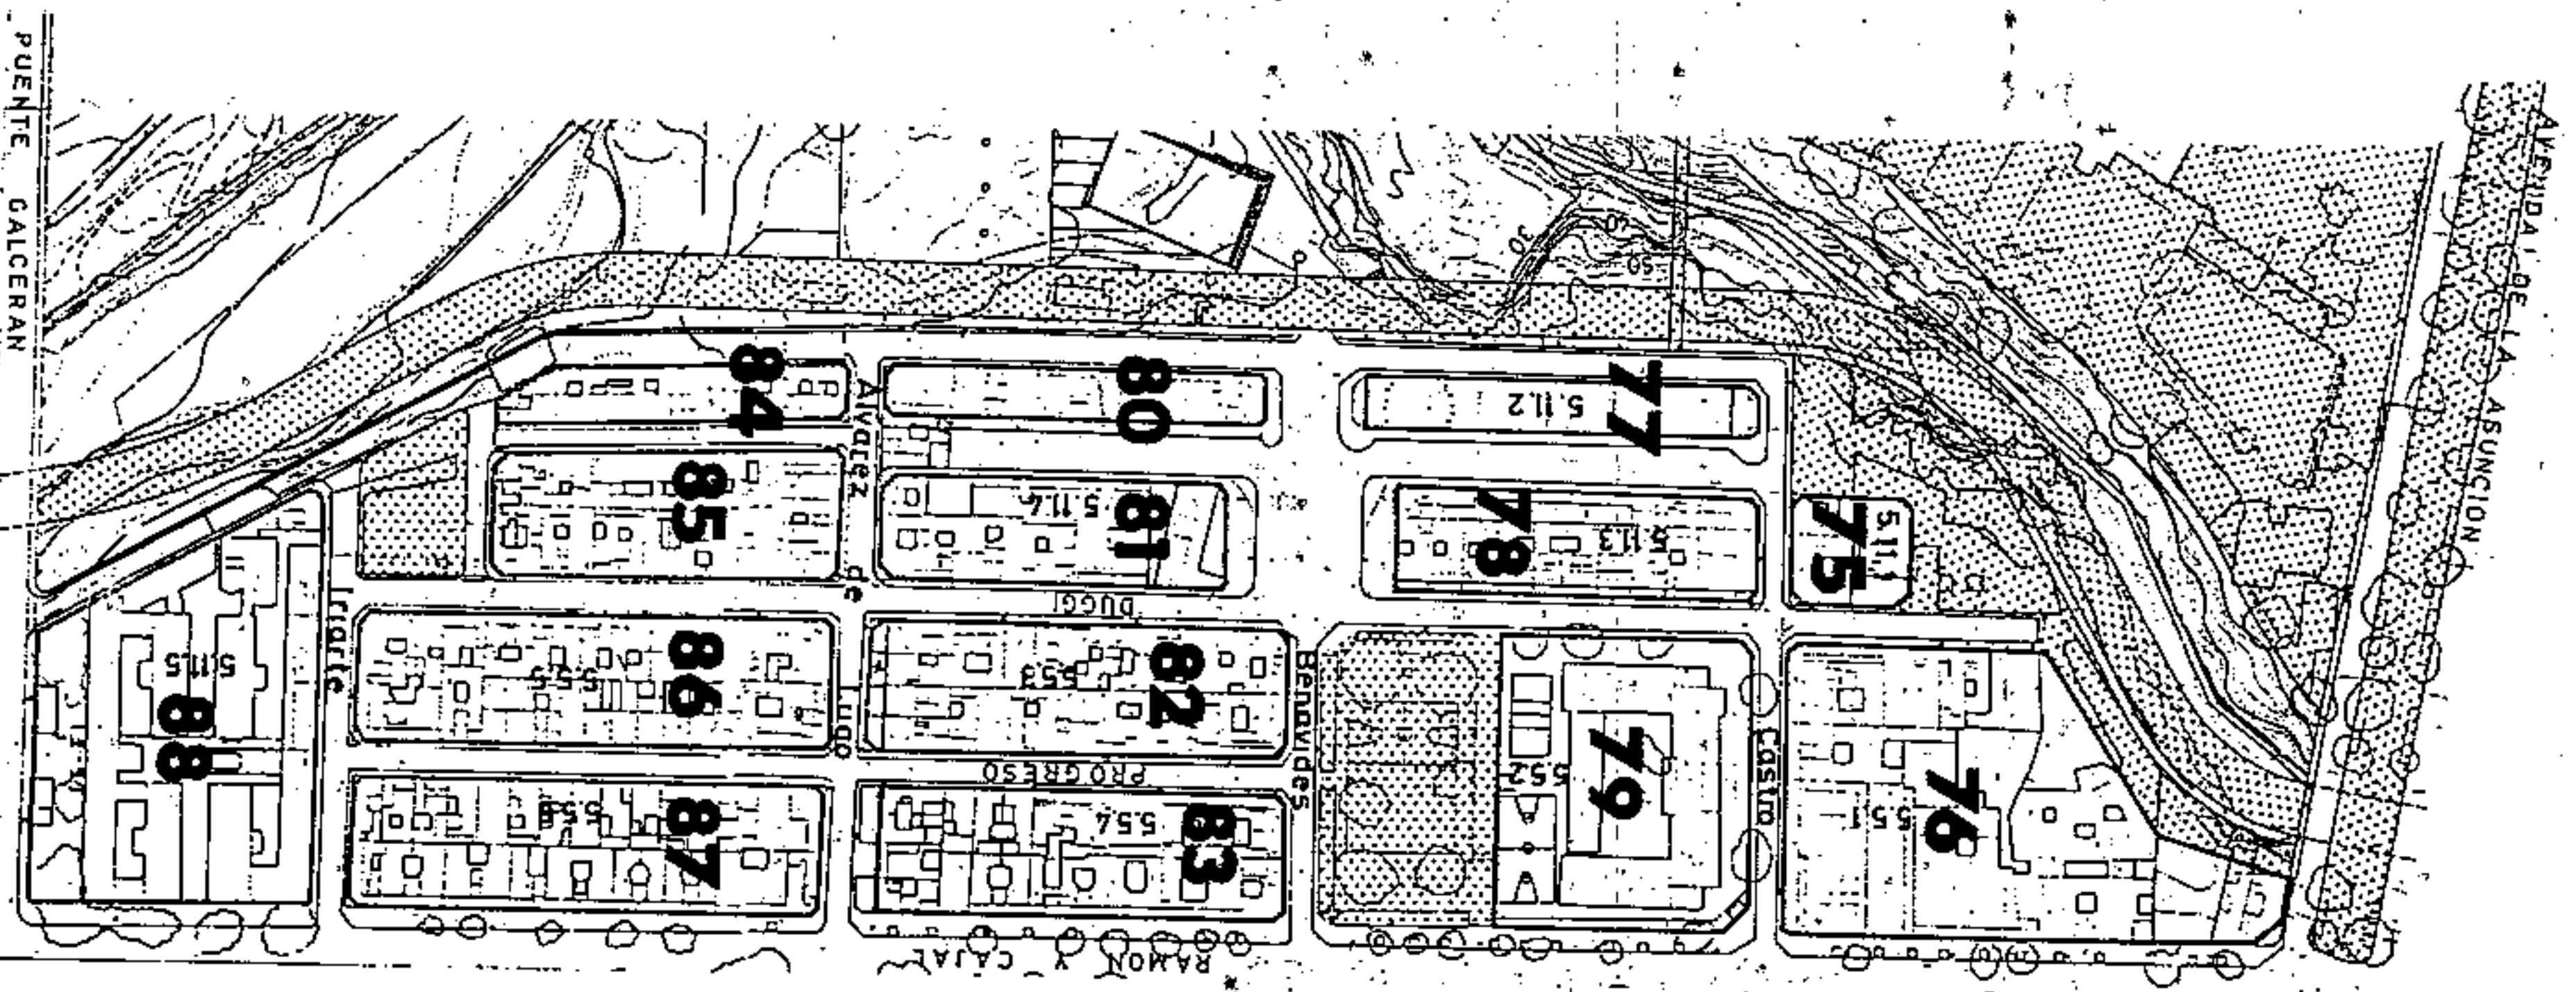 PUENTE GALCERAN
AVENIDA DE LA ASUNCION
84
Alvarez de Lugo
80
77
5.11.2
85
81
5.11.4
78
5.11.3
75
5.11.1
DUGGI
Iriarte
88
5.11.5
86
5.5.5
82
5.5.3
Benavides
79
5.5.2
Castro
76
5.5.1
PROGRESO
87
5.5.6
83
5.5.4
RAMON Y CAJAL
50